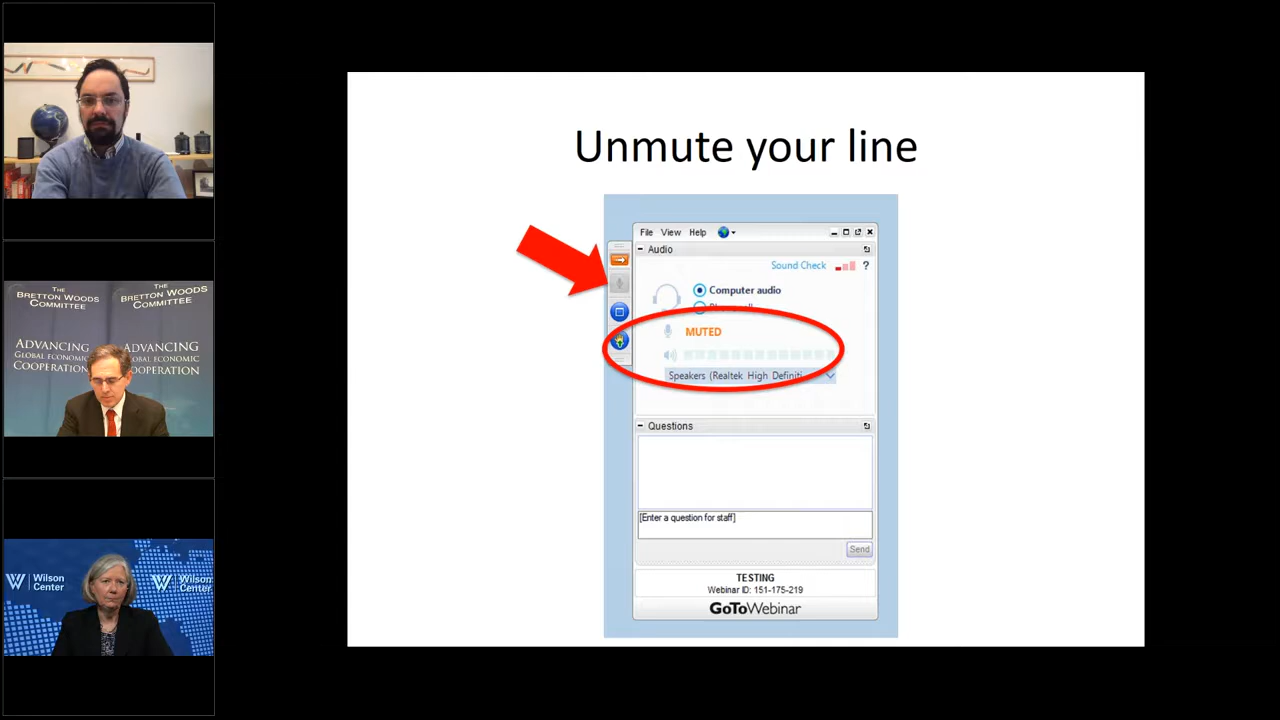 THE
BRETTON WOODS
COMMITTEE
THE
BRETTON WOODS
COMMITTEE
ADVANCING
GLOBAL ECONOMIC
COOPERATION
ADVANCING
GLOBAL ECONOMIC
COOPERATION
W Wilson
Center
W Wilson
Center
Unmute your line
File View Help
Audio
Sound Check ?
Computer audio
MUTED
Speakers (Realtek High Definiti
Questions
[Enter a question for staff]
Send
TESTING
Webinar ID: 151-175-219
GoToWebinar